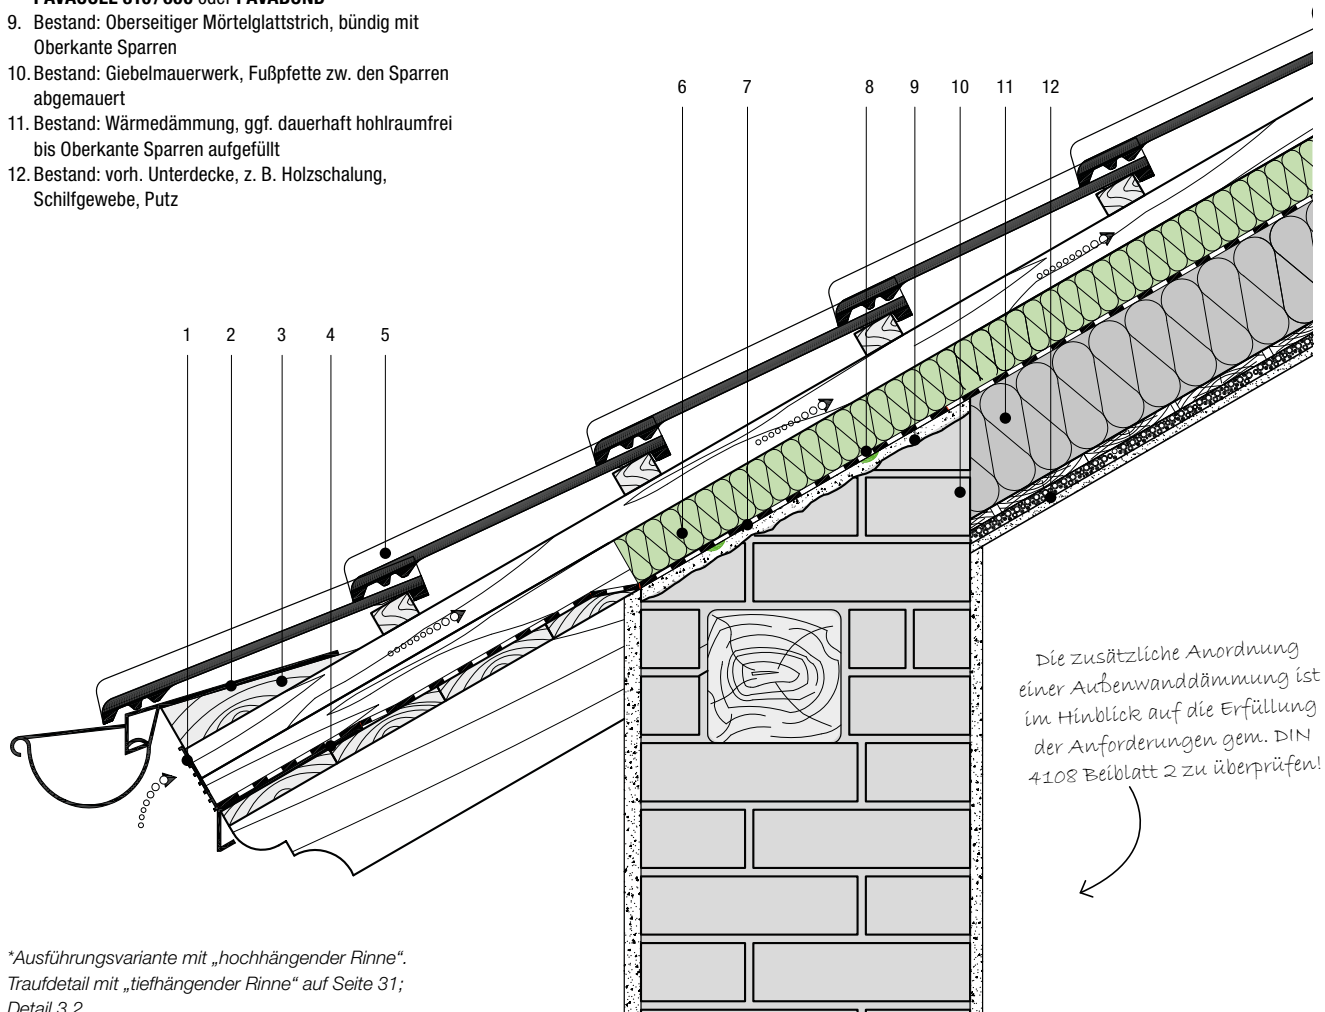 9. Bestand: Oberseitiger Mörtelglattstrich, bündig mit
Oberkante Sparren
10. Bestand: Giebelmauerwerk, Fußpfette zw. den Sparren
abgemauert
11. Bestand: Wärmedämmung, ggf. dauerhaft hohlraumfrei
bis Oberkante Sparren aufgefüllt
12. Bestand: vorh. Unterdecke, z. B. Holzschalung,
Schilfgewebe, Putz
6 7 8 9 10 11 12
1 2 3 4 5
Die zusätzliche Anordnung
einer Außenwanddämmung ist
im Hinblick auf die Erfüllung
der Anforderungen gem. DIN
4108 Beiblatt 2 zu überprüfen!
*Ausführungsvariante mit „hochhängender Rinne“.
Traufdetail mit „tiefhängender Rinne“ auf Seite 31;
Detail 3.2